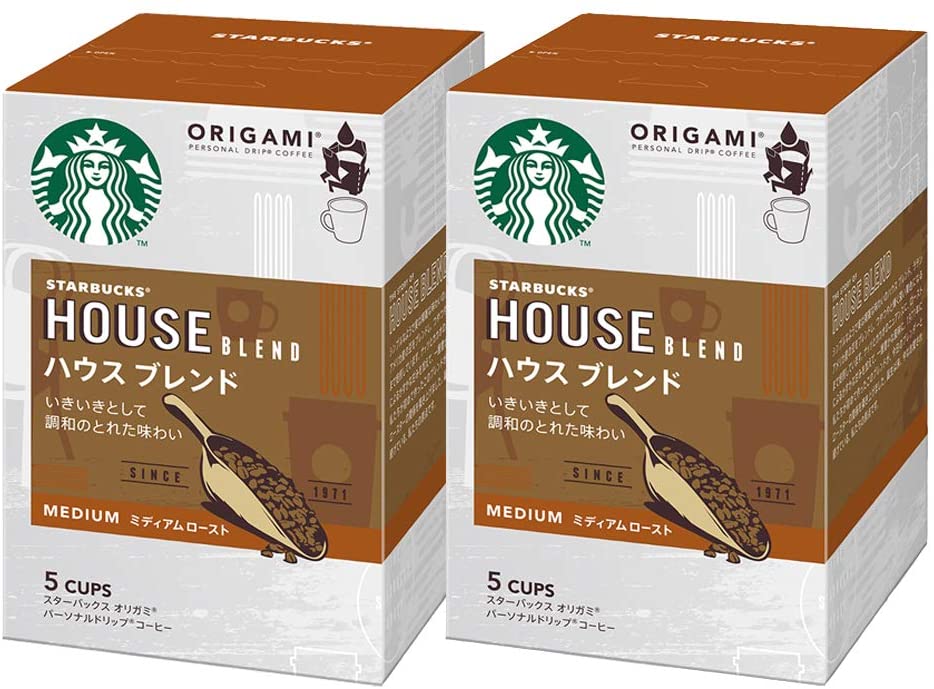 STARBUCKS®
ORIGAMI®
PERSONAL DRIP® COFFEE
TM
STARBUCKS®
HOUSE
BLEND
ハウス ブレンド
いきいきとして
調和のとれた味わい
SINCE
1971
MEDIUM ミディアム ロースト
5 CUPS
スターバックス オリガミ®
パーソナルドリップ® コーヒー
STARBUCKS®
ORIGAMI®
PERSONAL DRIP® COFFEE
TM
STARBUCKS®
HOUSE
BLEND
ハウス ブレンド
いきいきとして
調和のとれた味わい
SINCE
1971
MEDIUM ミディアム ロースト
5 CUPS
スターバックス オリガミ®
パーソナルドリップ® コーヒー
THE STORY OF
HOUSE BLEND